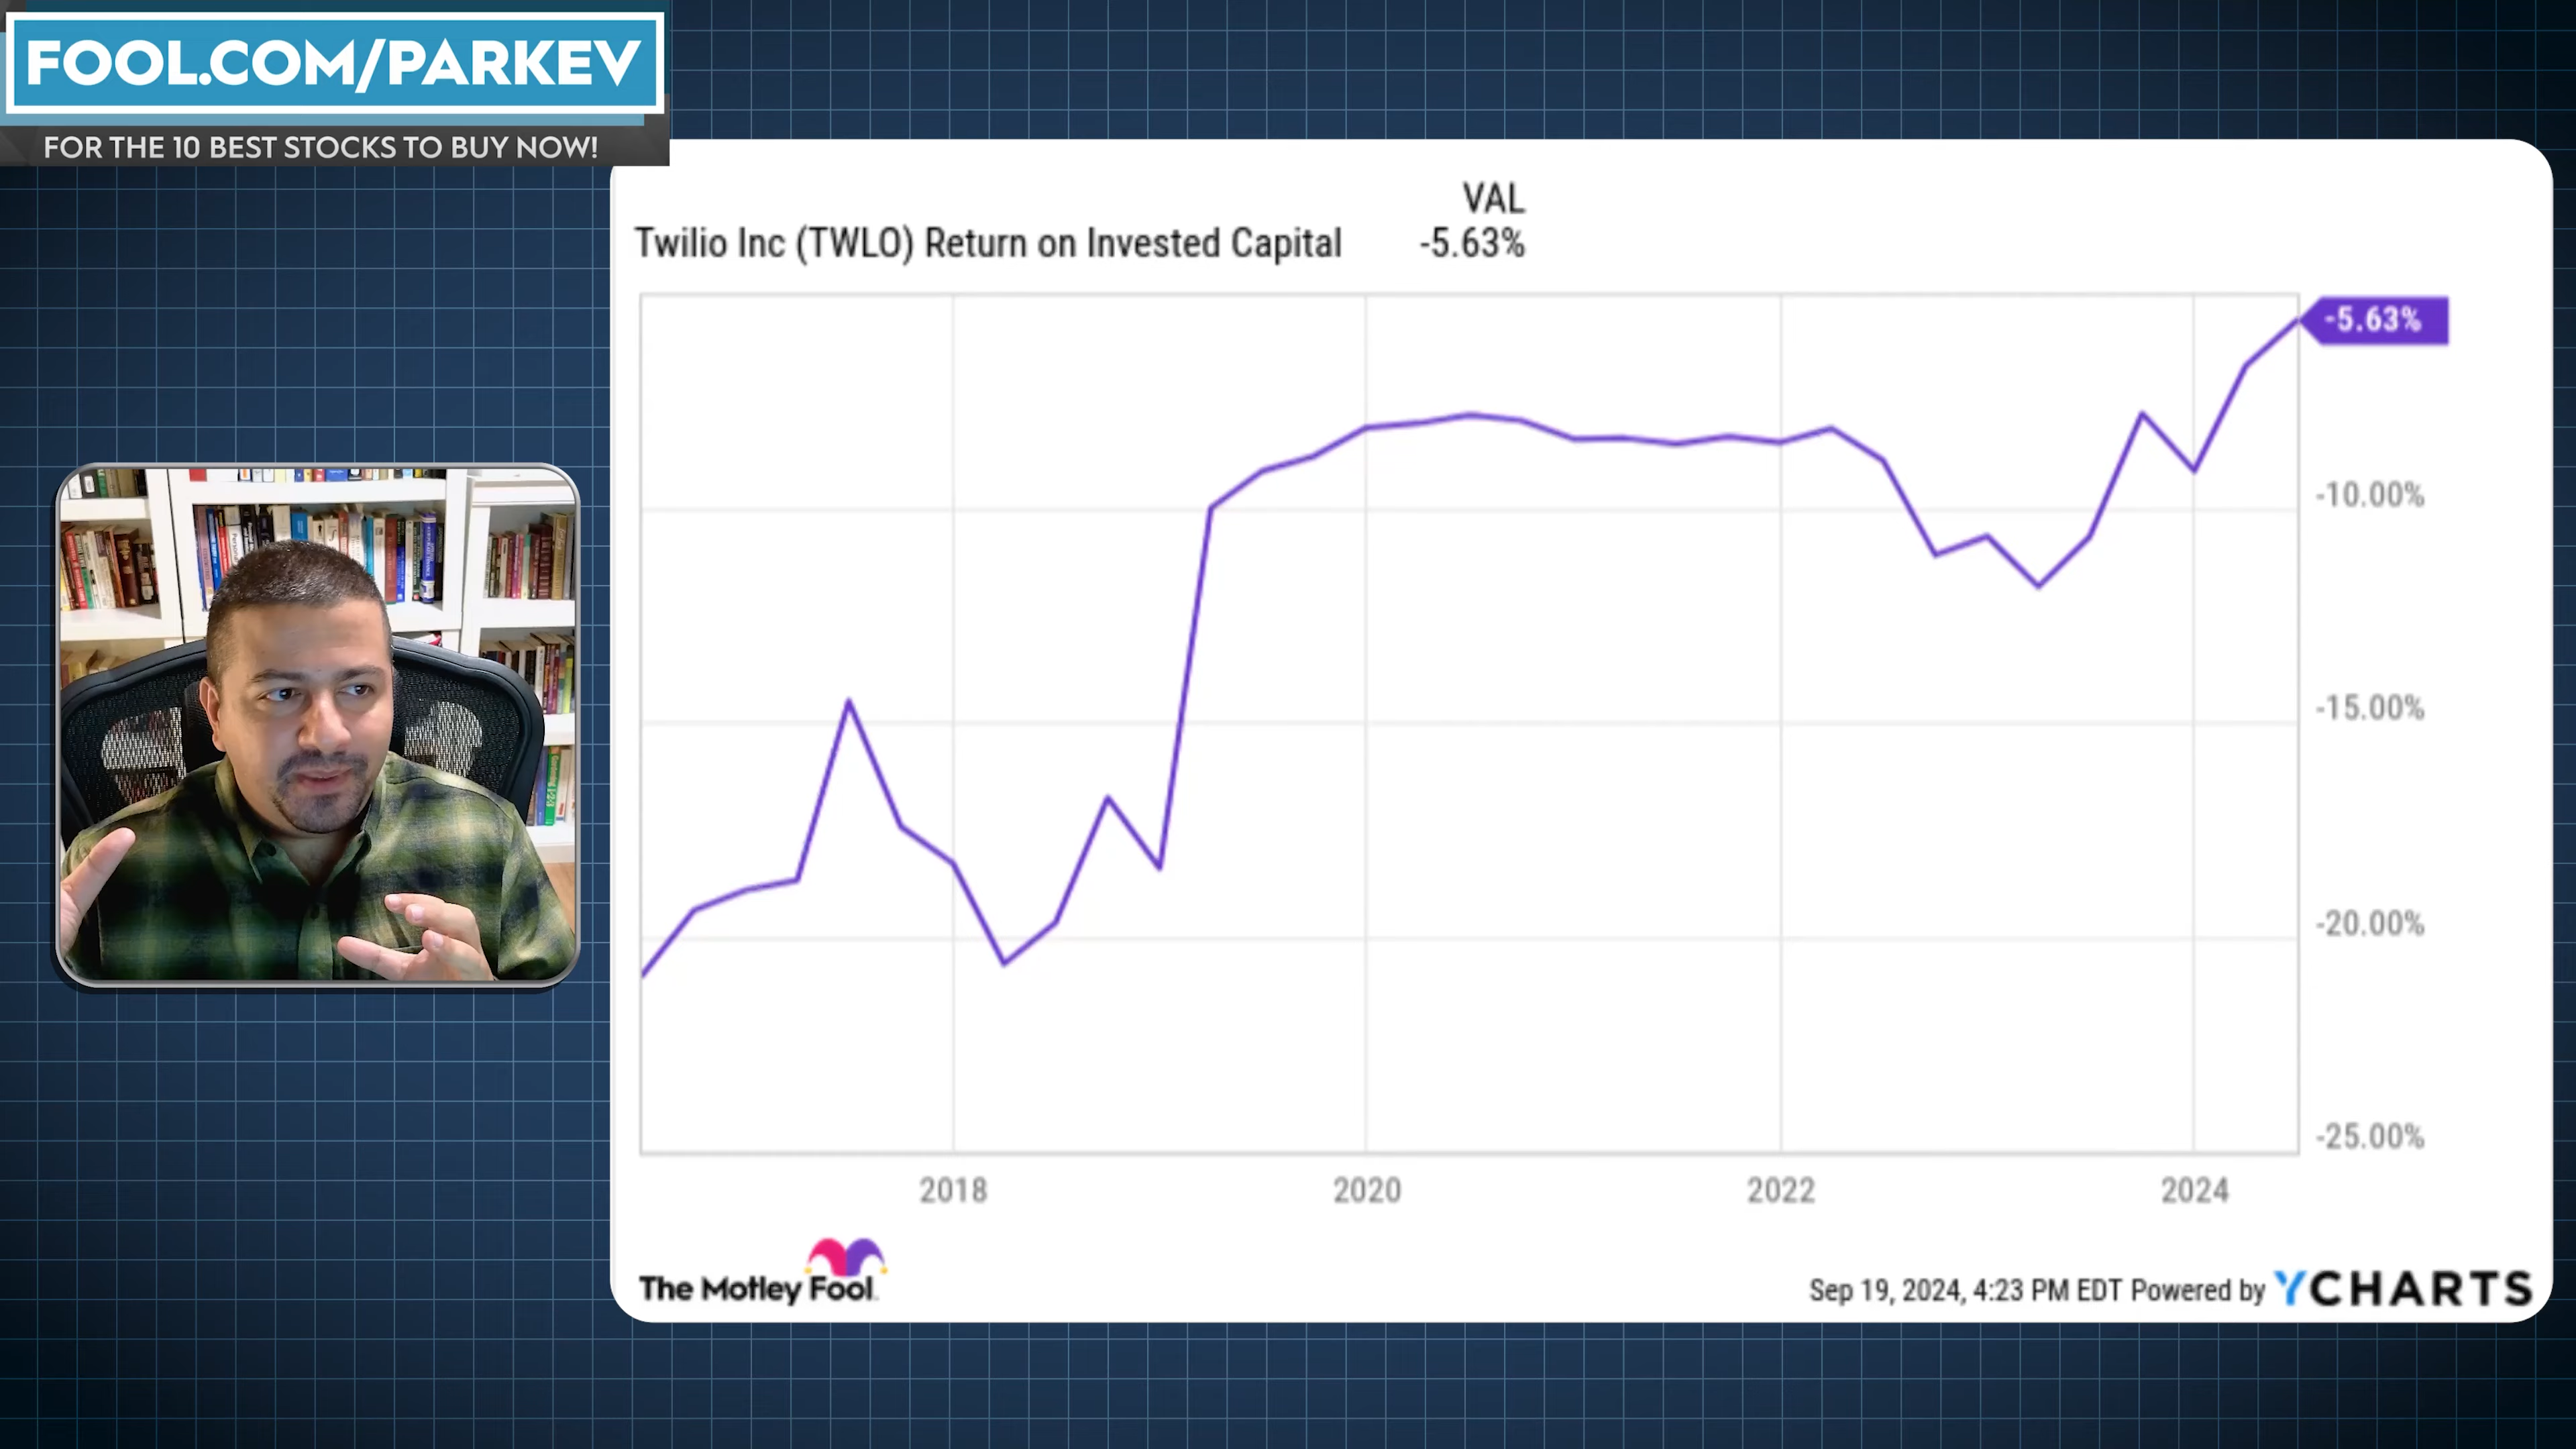 FOOL.COM/PARKEV
FOR THE 10 BEST STOCKS TO BUY NOW!
VAL
Twilio Inc (TWLO) Return on Invested Capital -5.63%
-5.63%
-10.00%
-15.00%
-20.00%
-25.00%
2018 2020 2022 2024
The Motley Fool.
Sep 19, 2024, 4:23 PM EDT Powered by YCHARTS